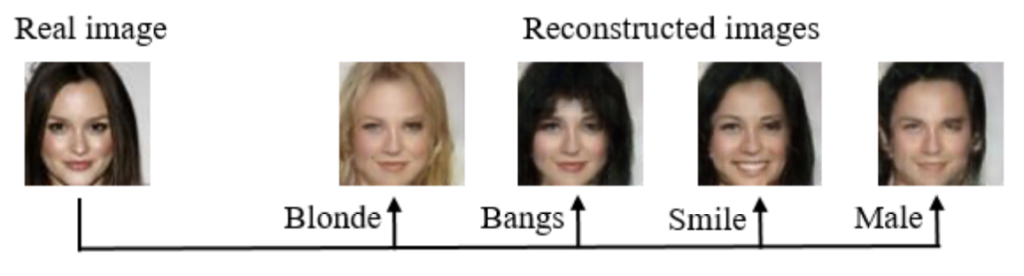 Real image
Reconstructed images
Blonde
Bangs
Smile
Male